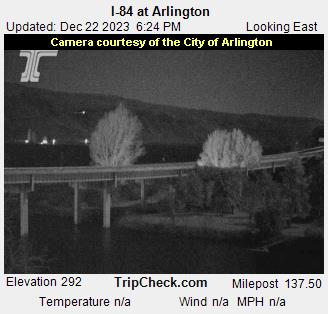 I-84 at Arlington
Updated: Dec 22 2023 6:24 PM Looking East
Camera courtesy of the City of Arlington
Elevation 292 TripCheck.com Milepost 137.50
Temperature n/a Wind n/a MPH n/a